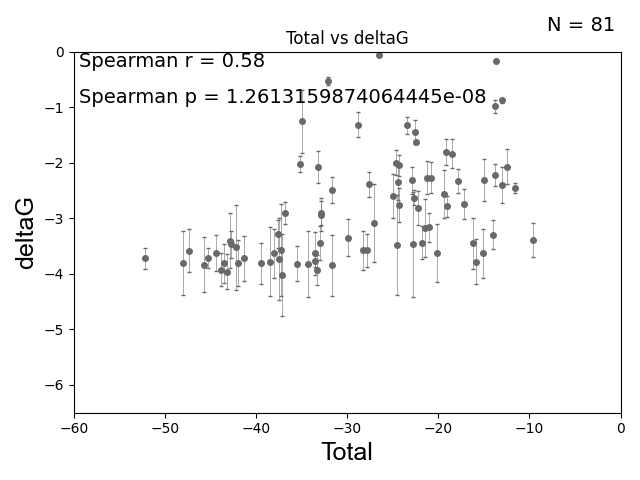 N = 81
Total vs deltaG
Spearman r = 0.58
Spearman p = 1.2613159874064445e-08
0
−1
−2
−3
−4
−5
−6
deltaG
−60 −50 −40 −30 −20 −10 0
Total